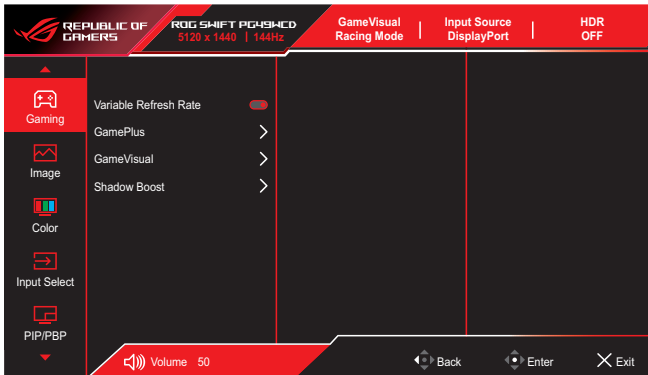 REPUBLIC OF
GAMERS
ROG SWIFT PG49WCD
5120 x 1440 | 144Hz
GameVisual
Racing Mode
Input Source
DisplayPort
HDR
OFF
Gaming
Image
Color
Input Select
PIP/PBP
Variable Refresh Rate
GamePlus
GameVisual
Shadow Boost
Volume 50
Back
Enter
Exit